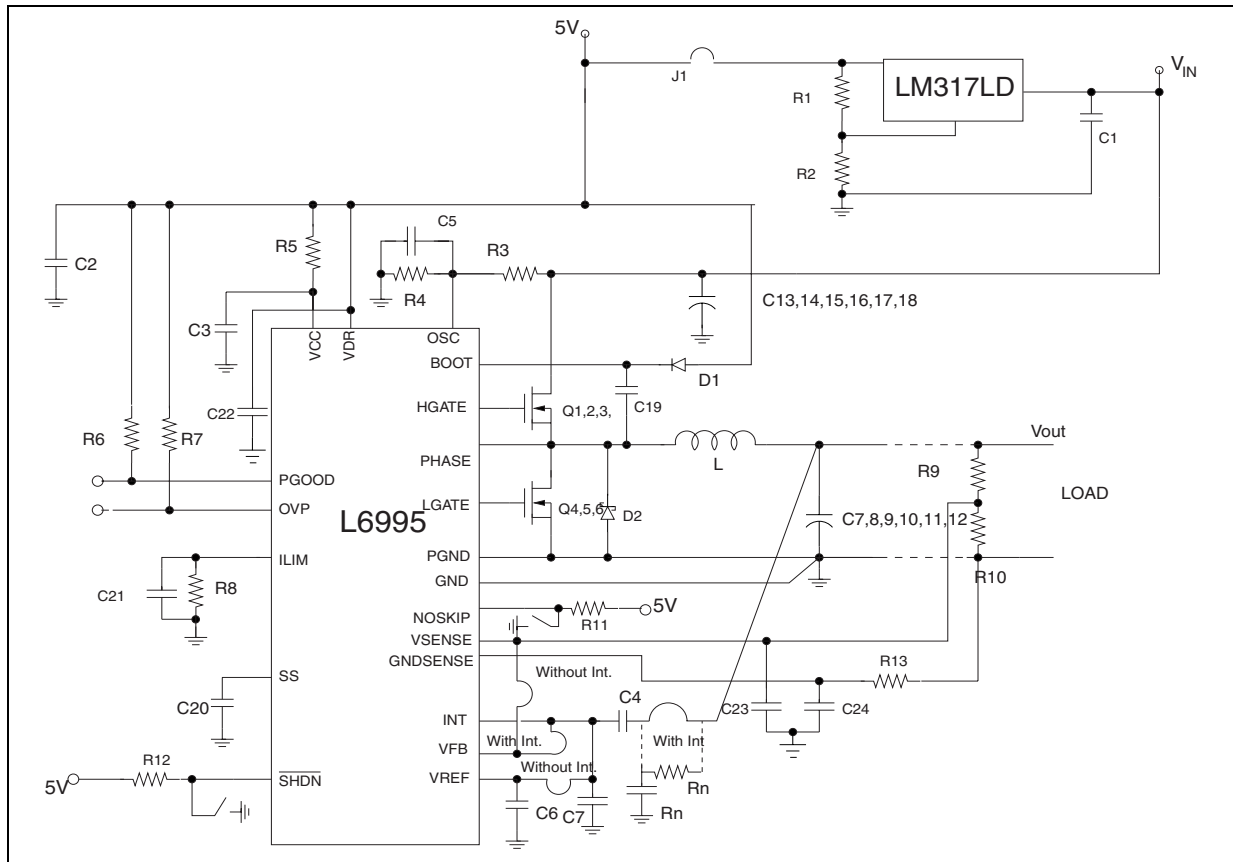 5V
V_IN
J1
R1
LM317LD
C1
R2
C2
R5
C5
R3
R4
C13,14,15,16,17,18
C3
VCC
VDR
OSC
BOOT
D1
C22
HGATE
Q1,2,3,
C19
R6
R7
Vout
PHASE
L
R9
PGOOD
LGATE
LOAD
OVP
L6995
Q4,5,6
D2
C7,8,9,10,11,12
ILIM
PGND
R10
C21
R8
GND
NOSKIP
R11
5V
VSENSE
GNDSENSE
Without Int.
R13
SS
C20
C4
C23
C24
INT
With Int.
With Int
VFB
Without Int.
R12
VREF
Rn
5V
SHDN
C6
C7
Rn